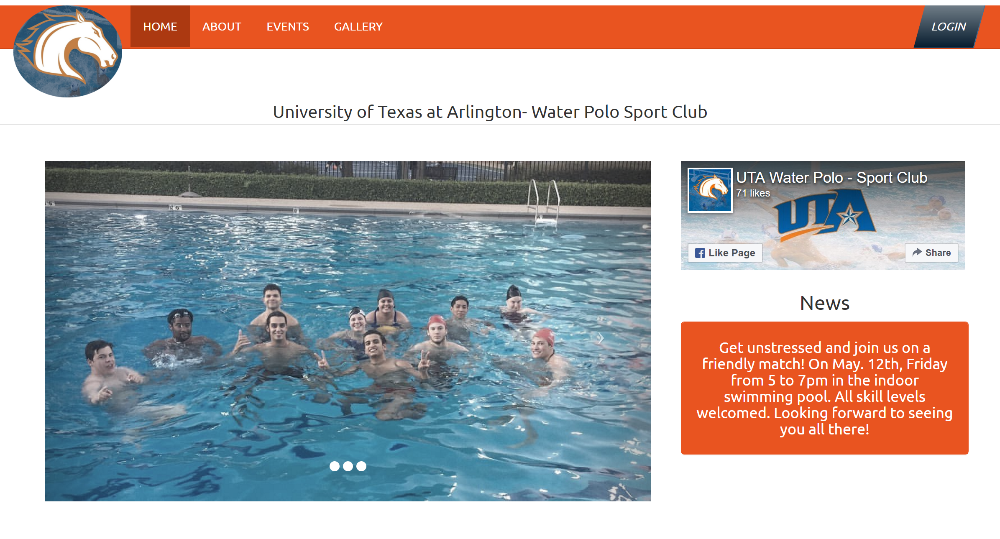 HOME ABOUT EVENTS GALLERY LOGIN
University of Texas at Arlington- Water Polo Sport Club
UTA Water Polo - Sport Club
71 likes
UTA
Like Page Share
News
Get unstressed and join us on a
friendly match! On May. 12th, Friday
from 5 to 7pm in the indoor
swimming pool. All skill levels
welcomed. Looking forward to seeing
you all there!